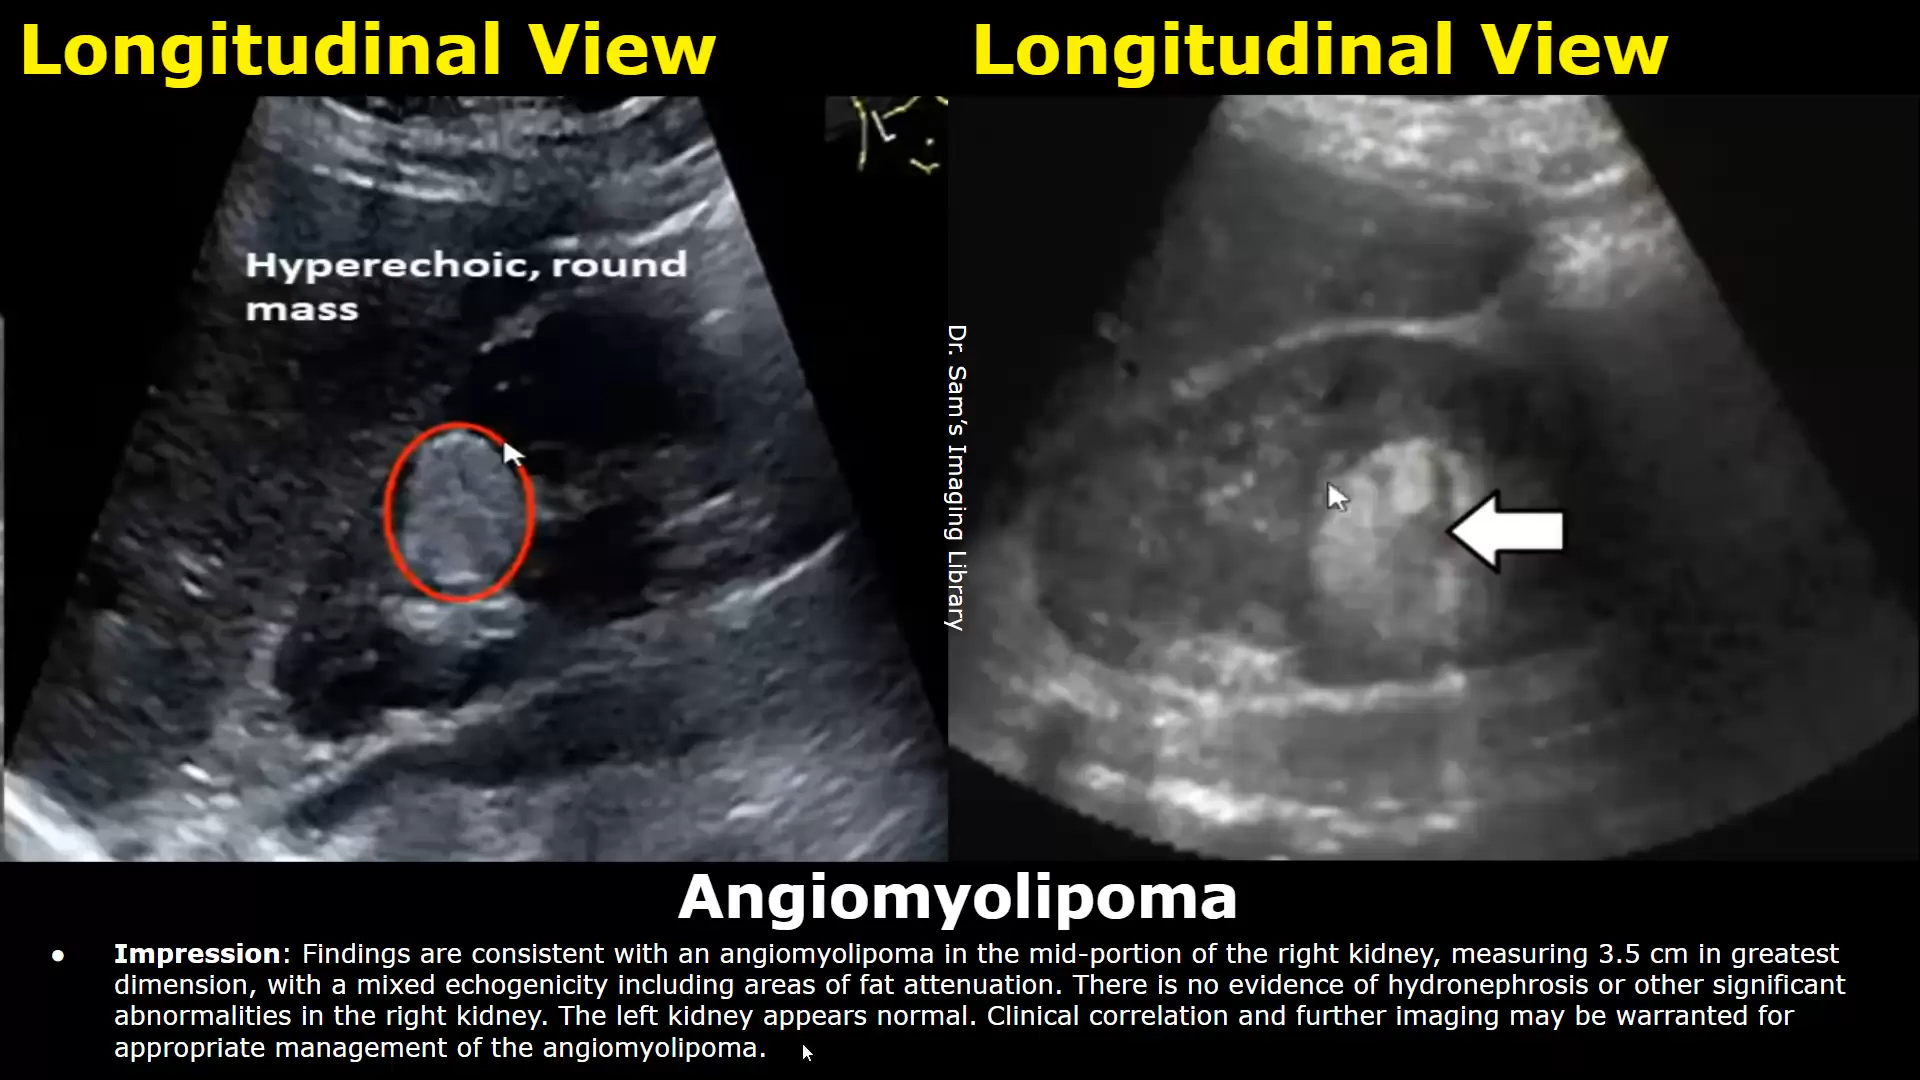 Longitudinal View
Longitudinal View
Hyperechoic, round
mass
Dr. Sam's Imaging Library
Angiomyolipoma
• Impression: Findings are consistent with an angiomyolipoma in the mid-portion of the right kidney, measuring 3.5 cm in greatest
dimension, with a mixed echogenicity including areas of fat attenuation. There is no evidence of hydronephrosis or other significant
abnormalities in the right kidney. The left kidney appears normal. Clinical correlation and further imaging may be warranted for
appropriate management of the angiomyolipoma.